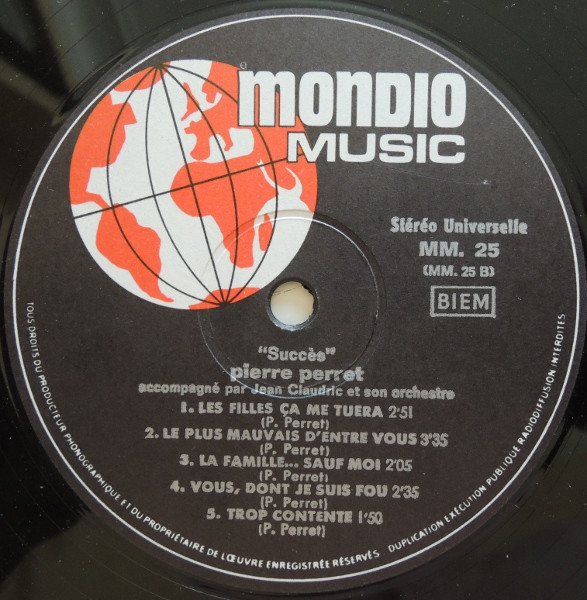 MONDIO
MUSIC
Stéréo Universelle
MM. 25
(MM. 25 B)
BIEM
"Succès"
pierre perret
accompagné par Jean Claudric et son orchestre
1. LES FILLES ÇA ME TUERA 2'51
(P. Perret)
2. LE PLUS MAUVAIS D'ENTRE VOUS 3'35
(P. Perret)
3. LA FAMILLE... SAUF MOI 2'05
(P. Perret)
4. VOUS, DONT JE SUIS FOU 2'35
(P. Perret)
5. TROP CONTENTE 1'50
(P. Perret)
TOUS DROITS DU PRODUCTEUR PHONOGRAPHIQUE ET DU PROPRIÉTAIRE DE L'ŒUVRE ENREGISTRÉE RÉSERVÉS DUPLICATION EXÉCUTION PUBLIQUE RADIODIFFUSION INTERDITES